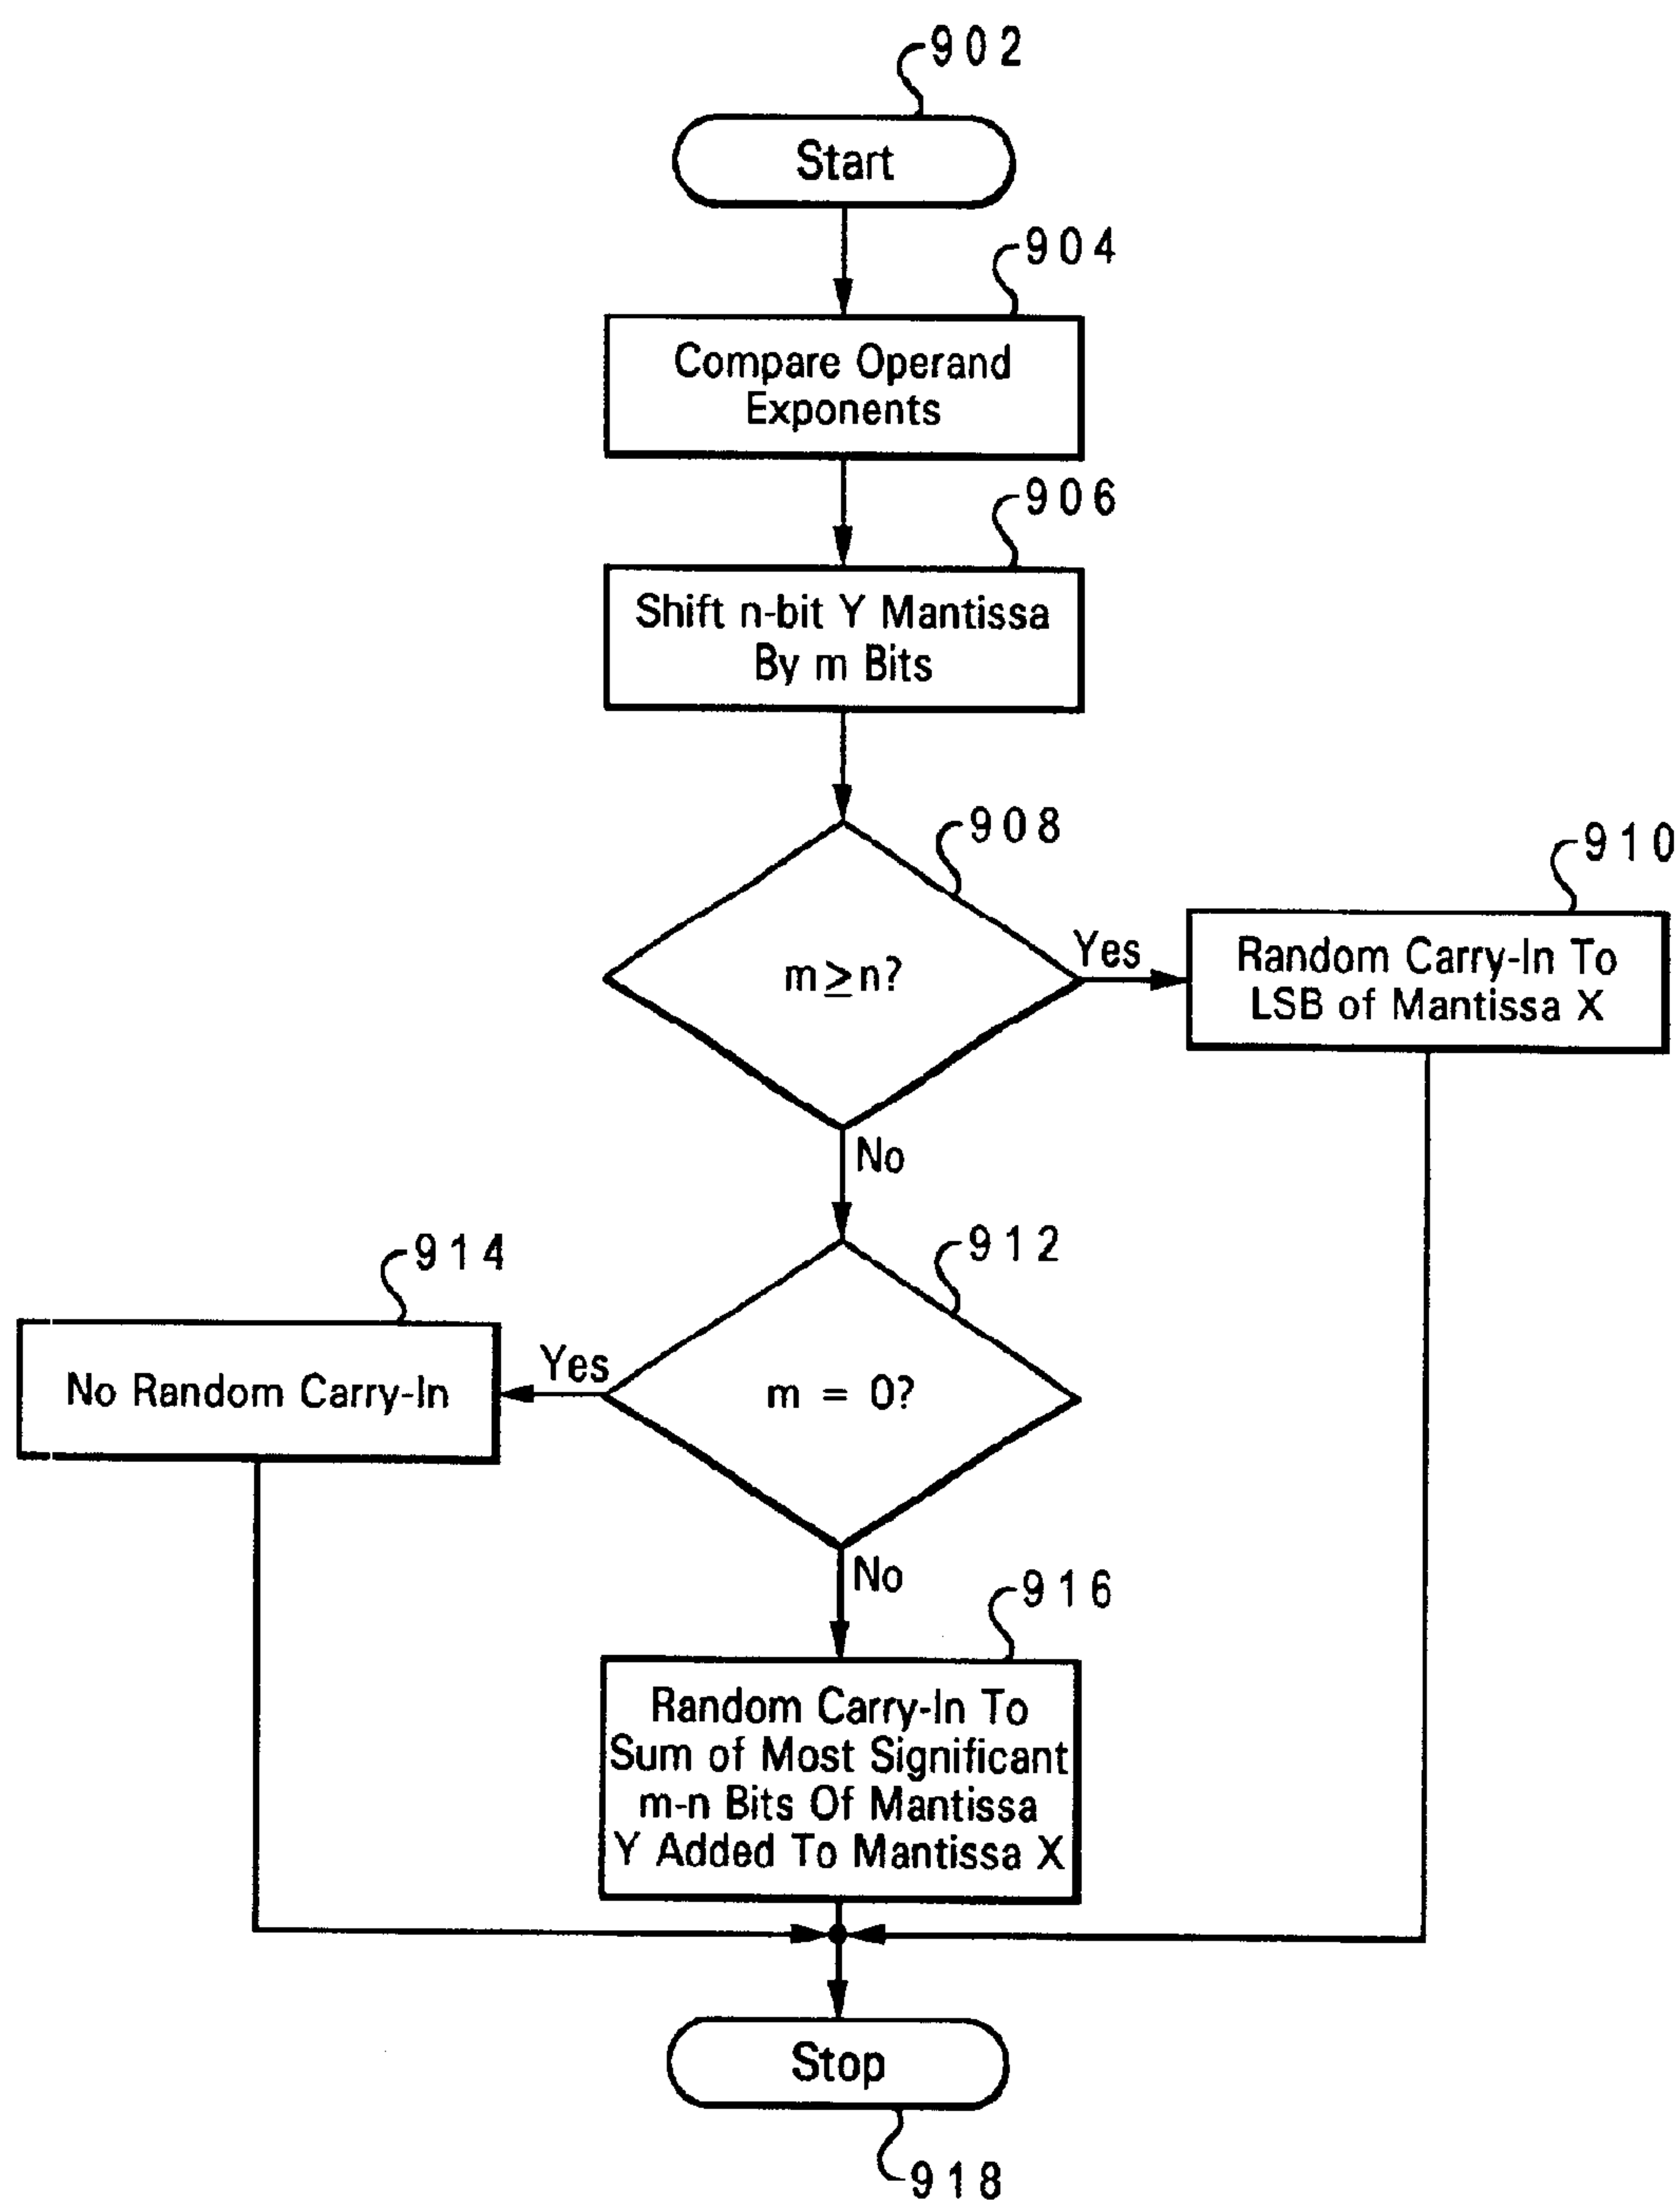 902
Start
904
Compare Operand
Exponents
906
Shift n-bit Y Mantissa
By m Bits
908
m≥n?
Yes
910
Random Carry-In To
LSB of Mantissa X
No
912
m = 0?
Yes
914
No Random Carry-In
No
916
Random Carry-In To
Sum of Most Significant
m-n Bits Of Mantissa
Y Added To Mantissa X
Stop
918